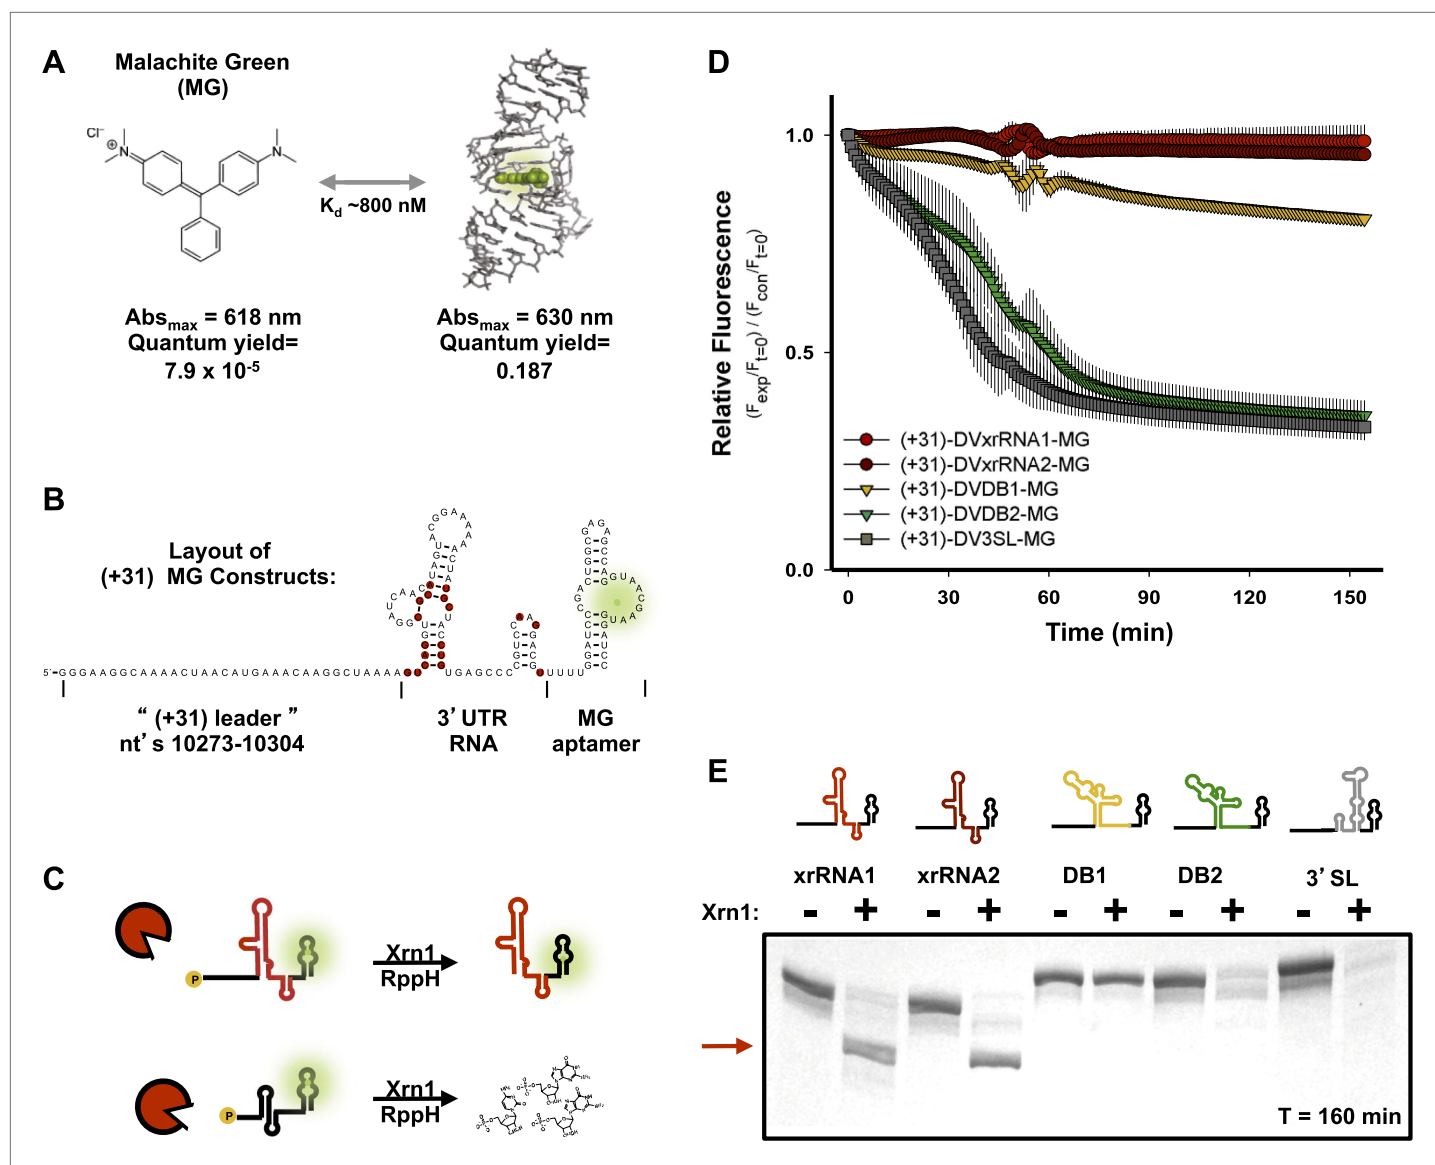 A
Malachite Green
(MG)
Cl⁻
N⊕
N
K_d ~800 nM
Abs_max = 618 nm
Quantum yield=
7.9 x 10⁻⁵
Abs_max = 630 nm
Quantum yield=
0.187
B
Layout of
(+31) MG Constructs:
5´-GGGAAGGCAAAACUAACAUGAAACAAGGCUAAAA
UGAGCCC
UUUU
“ (+31) leader ”
nt’ s 10273-10304
3’ UTR
RNA
MG
aptamer
C
P
Xrn1
RppH
P
Xrn1
RppH
D
Relative Fluorescence
(F_exp/F_t=0) / (F_con/F_t=0)
1.0
0.5
0.0
(+31)-DVxrRNA1-MG
(+31)-DVxrRNA2-MG
(+31)-DVDB1-MG
(+31)-DVDB2-MG
(+31)-DV3SL-MG
0 30 60 90 120 150
Time (min)
E
xrRNA1 xrRNA2 DB1 DB2 3’ SL
Xrn1: - + - + - + - + - +
T = 160 min